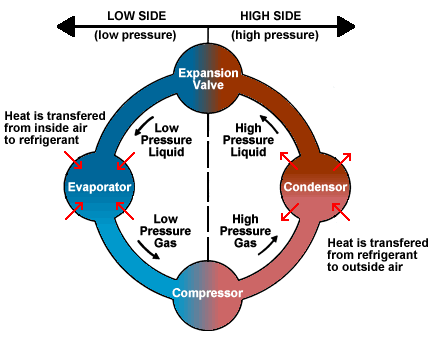 LOW SIDE
(low pressure)
HIGH SIDE
(high pressure)
Expansion
Valve
Heat is transfered
from inside air
to refrigerant
Low
Pressure
Liquid
High
Pressure
Liquid
Evaporator
Condensor
Low
Pressure
Gas
High
Pressure
Gas
Heat is transfered
from refrigerant
to outside air
Compressor